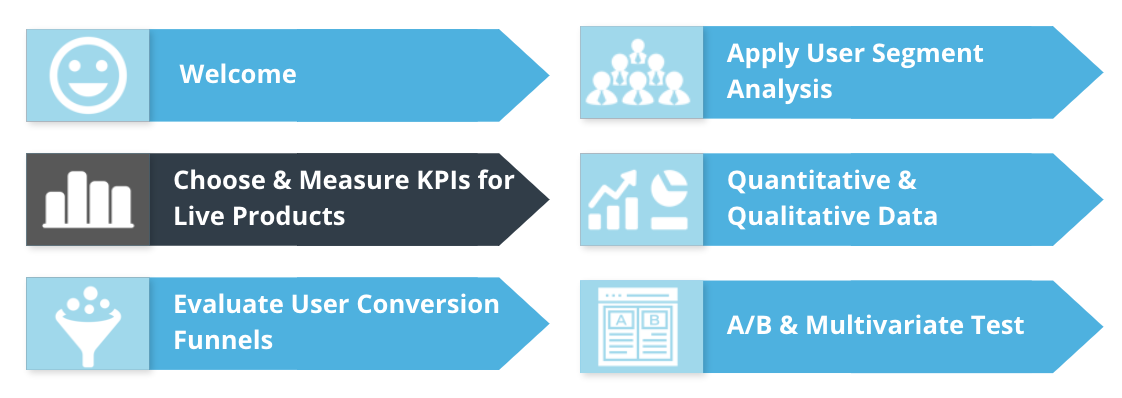 Welcome
Choose & Measure KPIs for
Live Products
Evaluate User Conversion
Funnels
Apply User Segment
Analysis
Quantitative &
Qualitative Data
A B
A/B & Multivariate Test